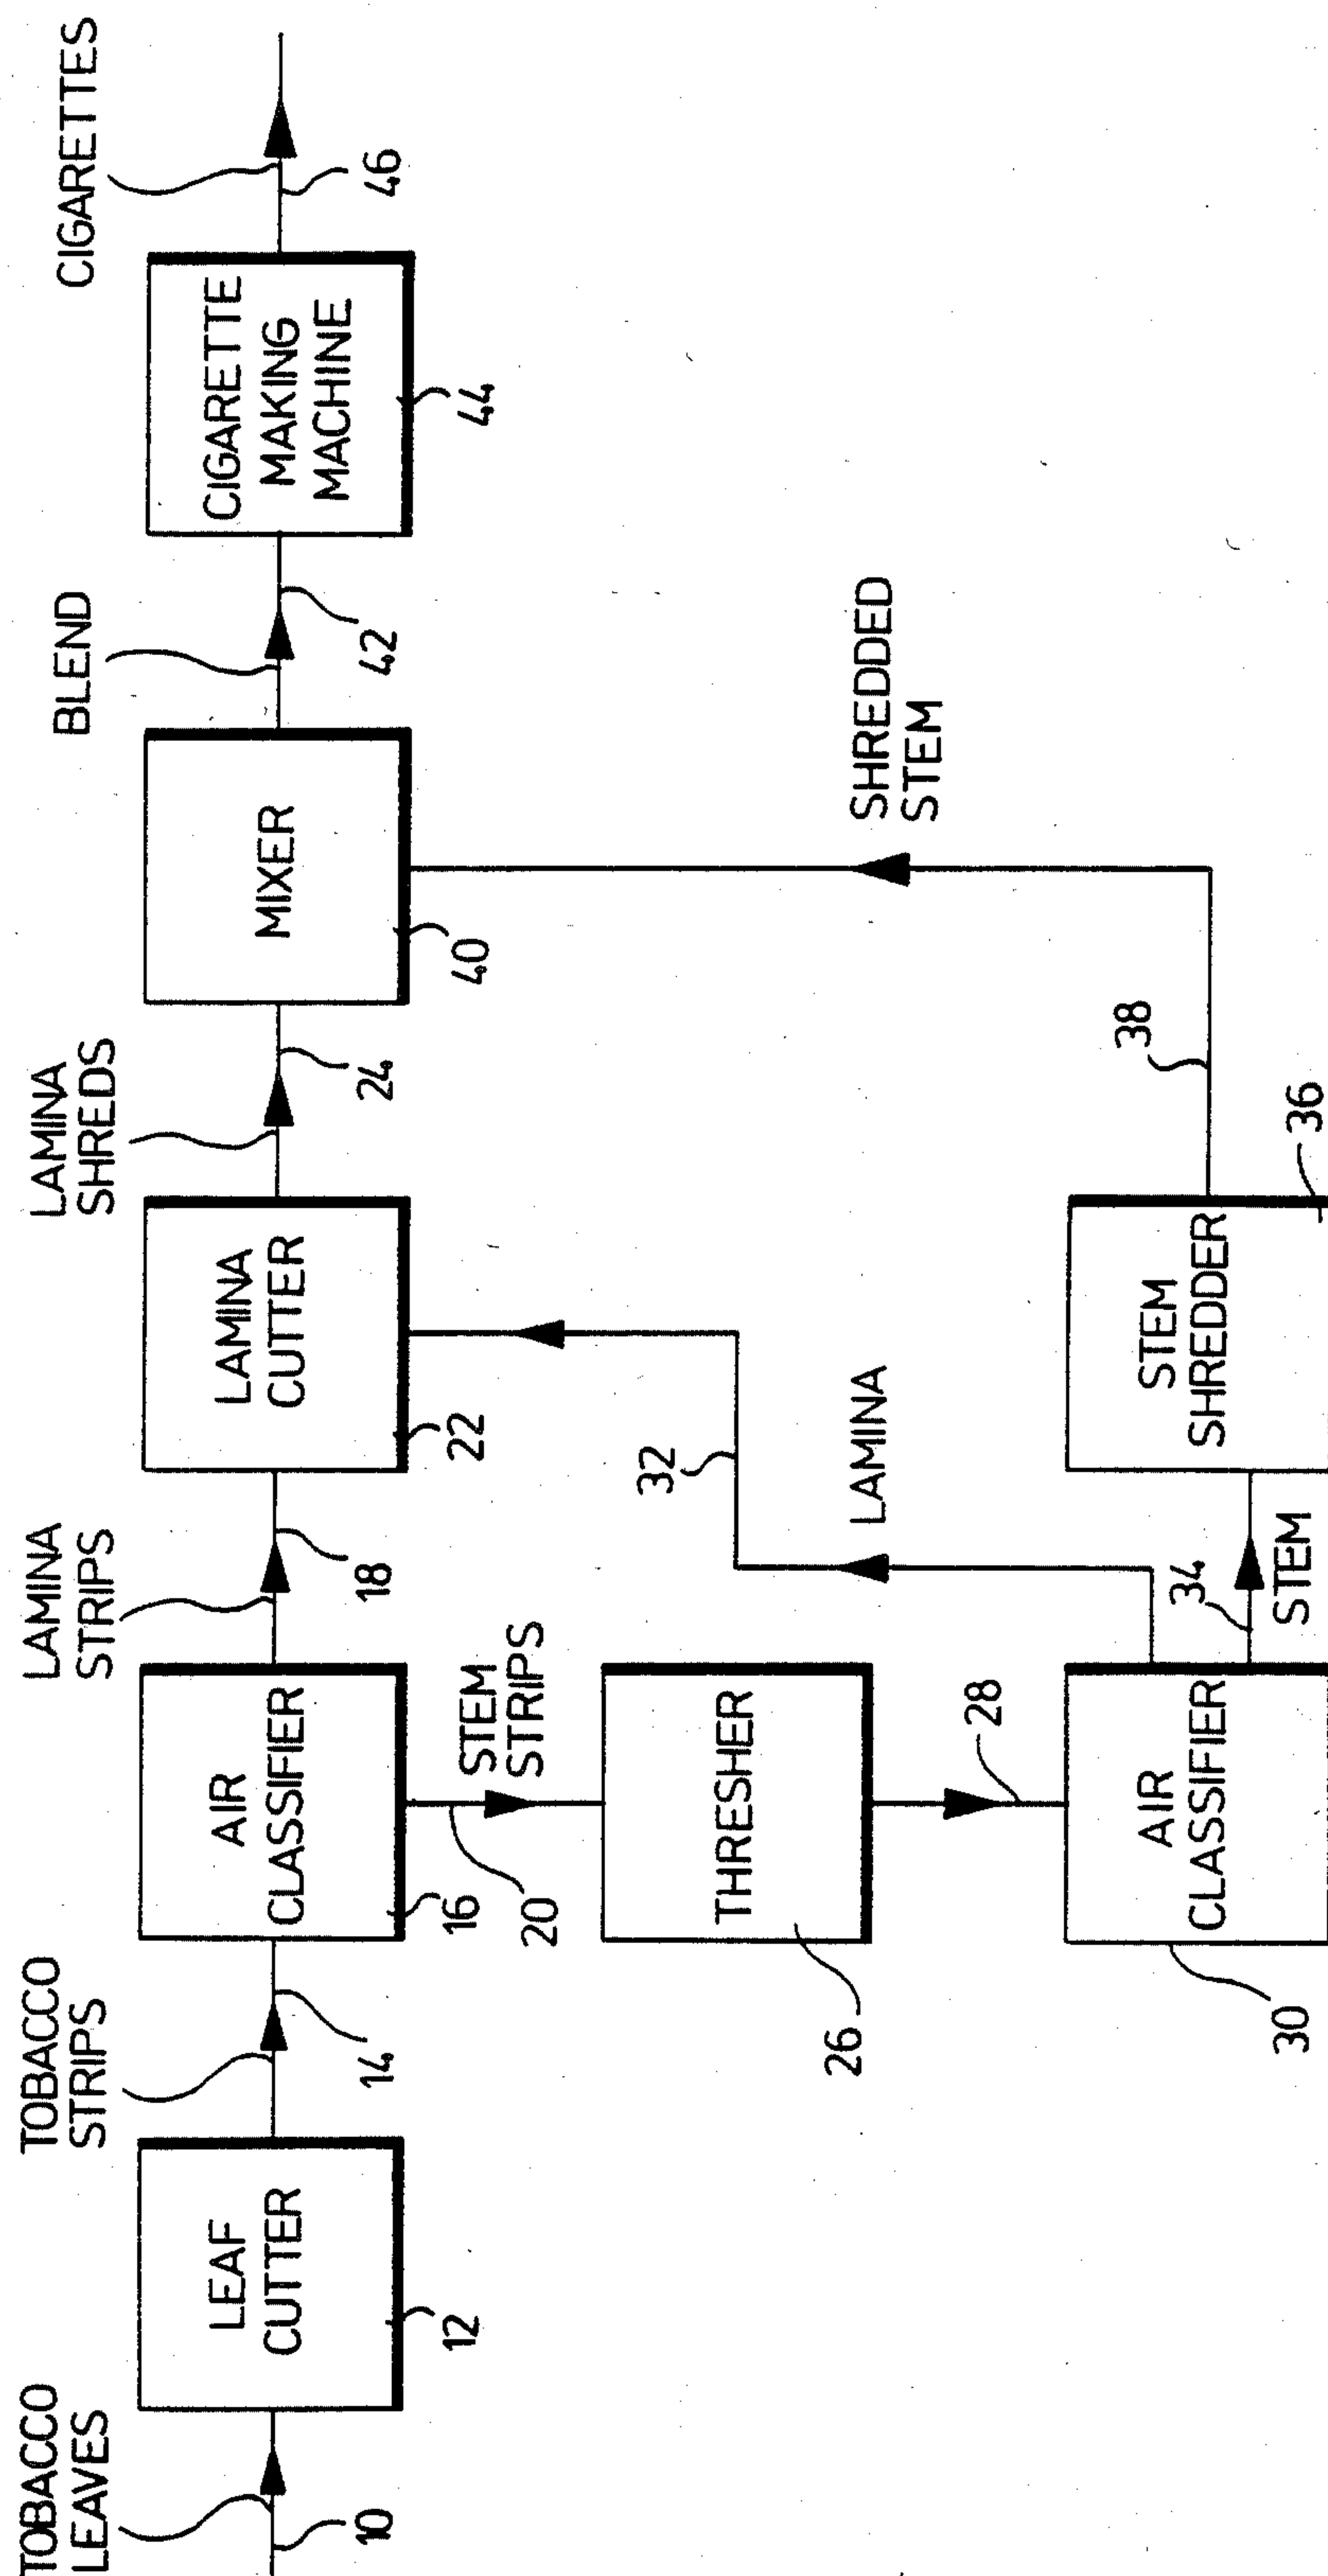 TOBACCO
LEAVES
10
LEAF
CUTTER
12
TOBACCO
STRIPS
14
AIR
CLASSIFIER
16
LAMINA
STRIPS
18
STEM
STRIPS
20
LAMINA
CUTTER
22
LAMINA
SHREDS
24
MIXER
40
BLEND
42
CIGARETTE
MAKING
MACHINE
44
CIGARETTES
46
THRESHER
26
28
AIR
CLASSIFIER
30
LAMINA
32
34
STEM
STEM
SHREDDER
36
38
SHREDDED
STEM